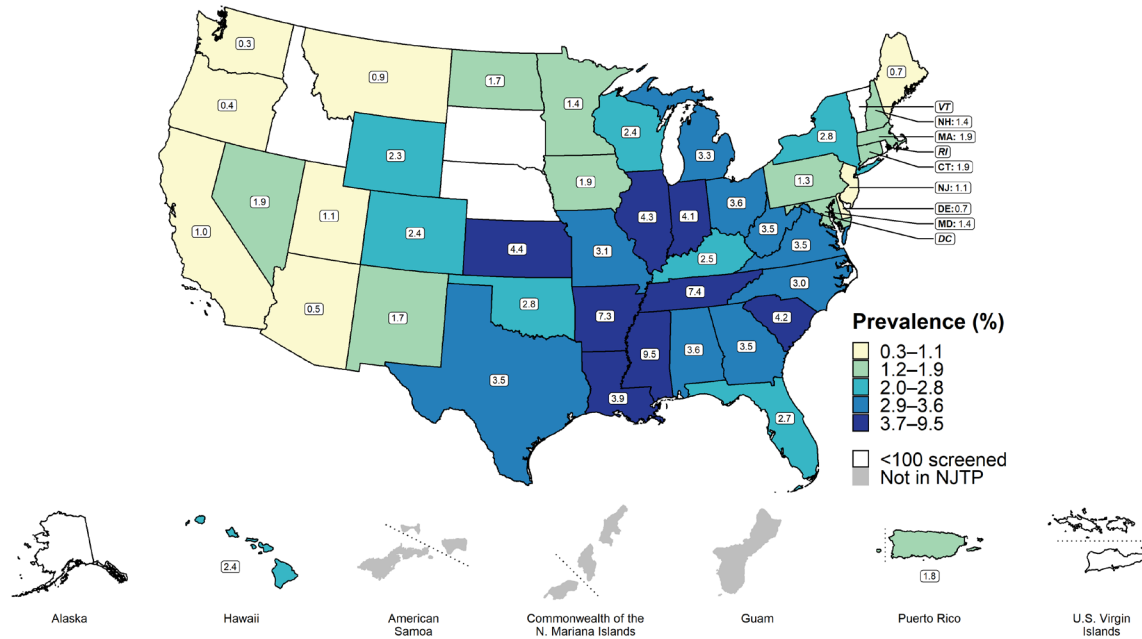 0.3
0.9
1.7
1.4
0.7
0.4
VT
NH: 1.4
MA: 1.9
RI
CT: 1.9
NJ: 1.1
DE: 0.7
MD: 1.4
DC
2.4
2.8
2.3
3.3
1.3
1.9
1.9
3.6
1.0
1.1
4.3
4.1
3.5
2.4
3.5
4.4
3.1
2.5
3.0
7.4
0.5
1.7
2.8
7.3
4.2
9.5
3.6
3.5
3.5
3.9
2.7
Prevalence (%)
0.3–1.1
1.2–1.9
2.0–2.8
2.9–3.6
3.7–9.5
<100 screened
Not in NJTP
2.4
1.8
Alaska
Hawaii
American
Samoa
Commonwealth of the
N. Mariana Islands
Guam
Puerto Rico
U.S. Virgin
Islands